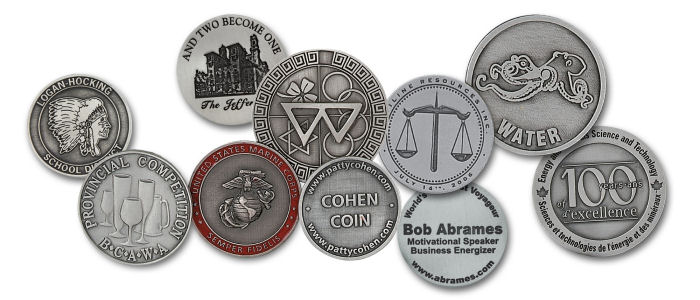 LOGAN-HOCKING
SCHOOL DISTRICT
PROVINCIAL COMPETITION
B•C•A•W•A
AND TWO BECOME ONE
The
UNITED STATES MARINE CORPS
SEMPER FIDELIS
www.pattycohen.com
COHEN
COIN
www.pattycohen.com
RESOURCES INC.
JULY 14TH, 2006
World's
Voyageur
Bob Abrames
Motivational Speaker
Business Energizer
www.abrames.com
WATER
Energy
Science and Technology
100
years•ans
of d'excellence
Sciences et technologies de l'énergie et des minéraux